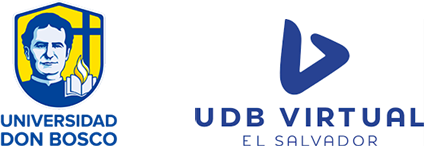 UNIVERSIDAD
DON BOSCO
UDB VIRTUAL
EL SALVADOR